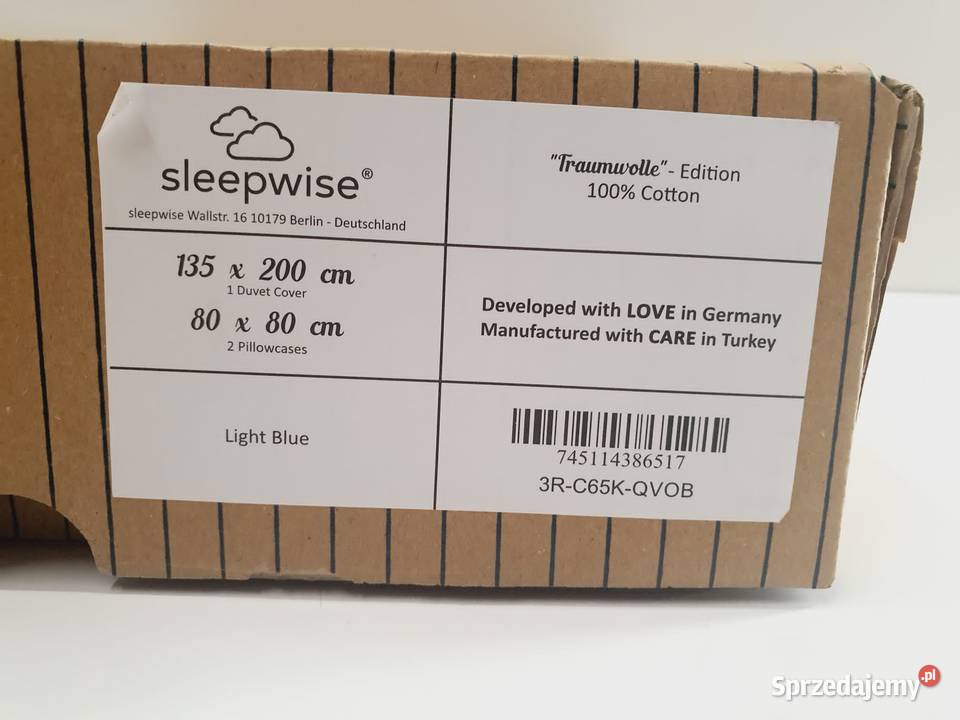 sleepwise®
sleepwise Wallstr. 16 10179 Berlin - Deutschland
"Traumwolle"- Edition
100% Cotton
135 x 200 cm
1 Duvet Cover
80 x 80 cm
2 Pillowcases
Developed with LOVE in Germany
Manufactured with CARE in Turkey
Light Blue
745114386517
3R-C65K-QVOB
Sprzedajemy.pl